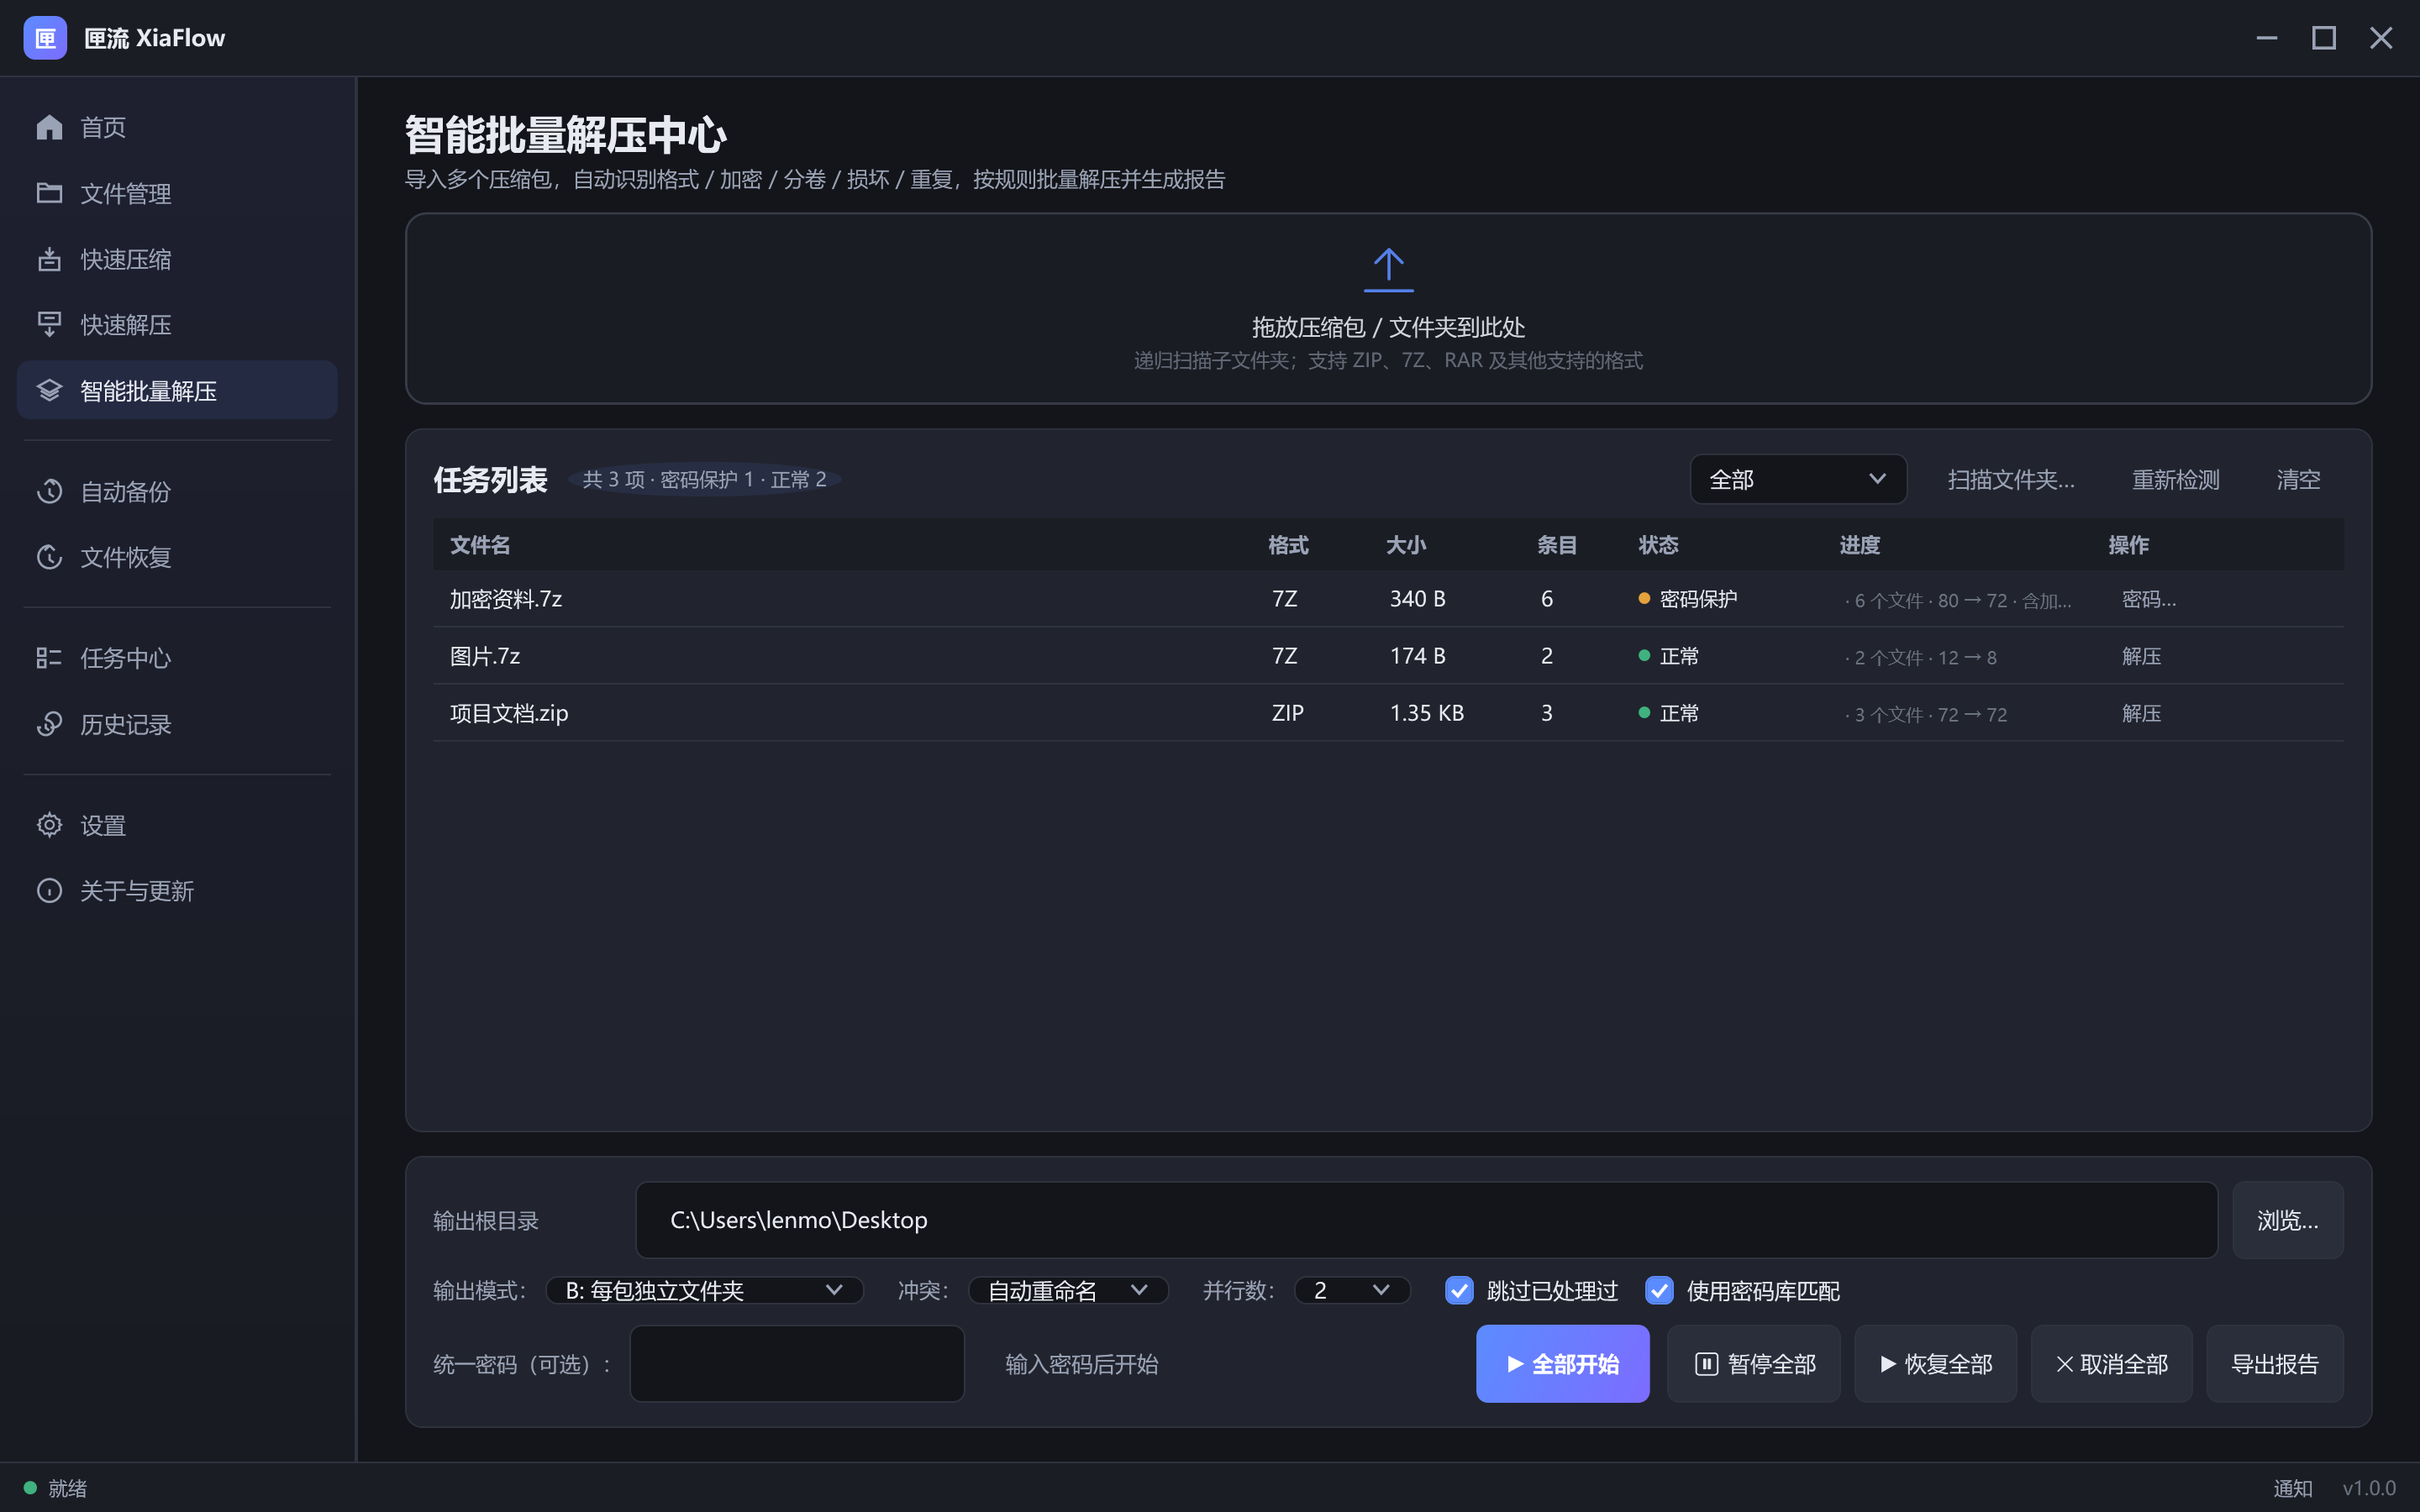 匣 匣流 XiaFlow
首页
文件管理
快速压缩
快速解压
智能批量解压
自动备份
文件恢复
任务中心
历史记录
设置
关于与更新
智能批量解压中心
导入多个压缩包，自动识别格式 / 加密 / 分卷 / 损坏 / 重复，按规则批量解压并生成报告
拖放压缩包 / 文件夹到此处
递归扫描子文件夹；支持 ZIP、7Z、RAR 及其他支持的格式
任务列表 共 3 项 · 密码保护 1 · 正常 2 全部 扫描文件夹... 重新检测 清空
文件名 格式 大小 条目 状态 进度 操作
加密资料.7z 7Z 340 B 6 密码保护 · 6 个文件 · 80 → 72 · 含加... 密码...
图片.7z 7Z 174 B 2 正常 · 2 个文件 · 12 → 8 解压
项目文档.zip ZIP 1.35 KB 3 正常 · 3 个文件 · 72 → 72 解压
输出根目录 C:\Users\lenmo\Desktop 浏览...
输出模式： B: 每包独立文件夹 冲突： 自动重命名 并行数： 2 跳过已处理过 使用密码库匹配
统一密码（可选）： 输入密码后开始 全部开始 暂停全部 恢复全部 取消全部 导出报告
就绪 通知 v1.0.0